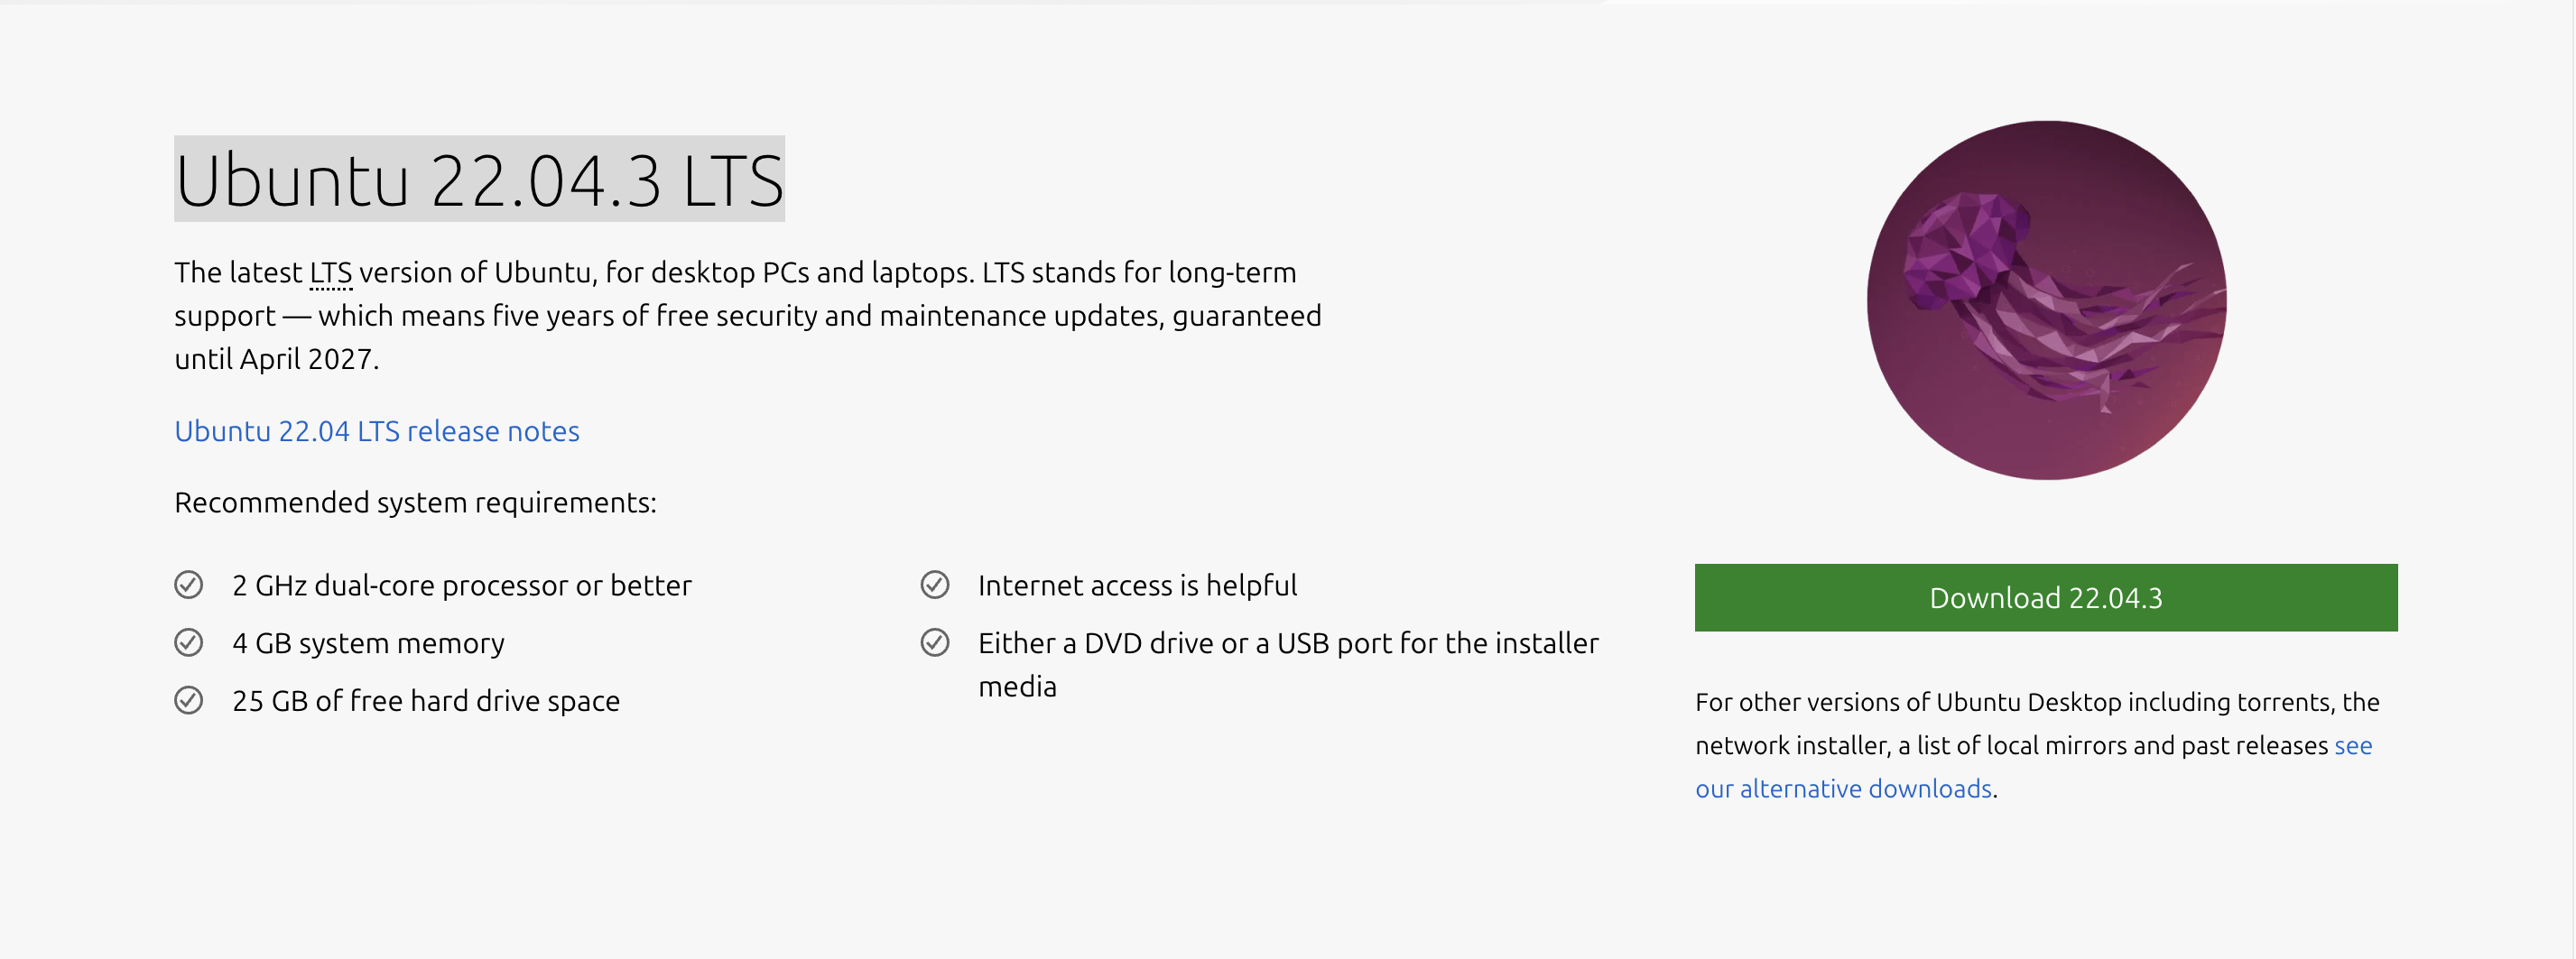 Ubuntu 22.04.3 LTS
The latest LTS version of Ubuntu, for desktop PCs and laptops. LTS stands for long-term
support — which means five years of free security and maintenance updates, guaranteed
until April 2027.
Ubuntu 22.04 LTS release notes
Recommended system requirements:
2 GHz dual-core processor or better
4 GB system memory
25 GB of free hard drive space
Internet access is helpful
Either a DVD drive or a USB port for the installer
media
Download 22.04.3
For other versions of Ubuntu Desktop including torrents, the
network installer, a list of local mirrors and past releases see
our alternative downloads.